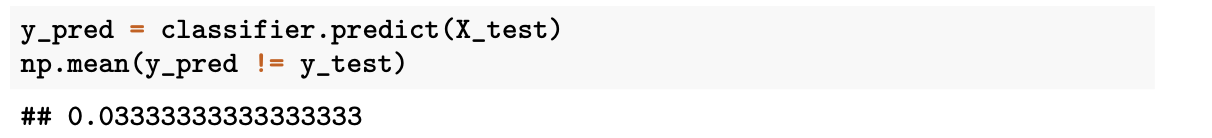 y_pred = classifier.predict(X_test)
np.mean(y_pred != y_test)
## 0.03333333333333333